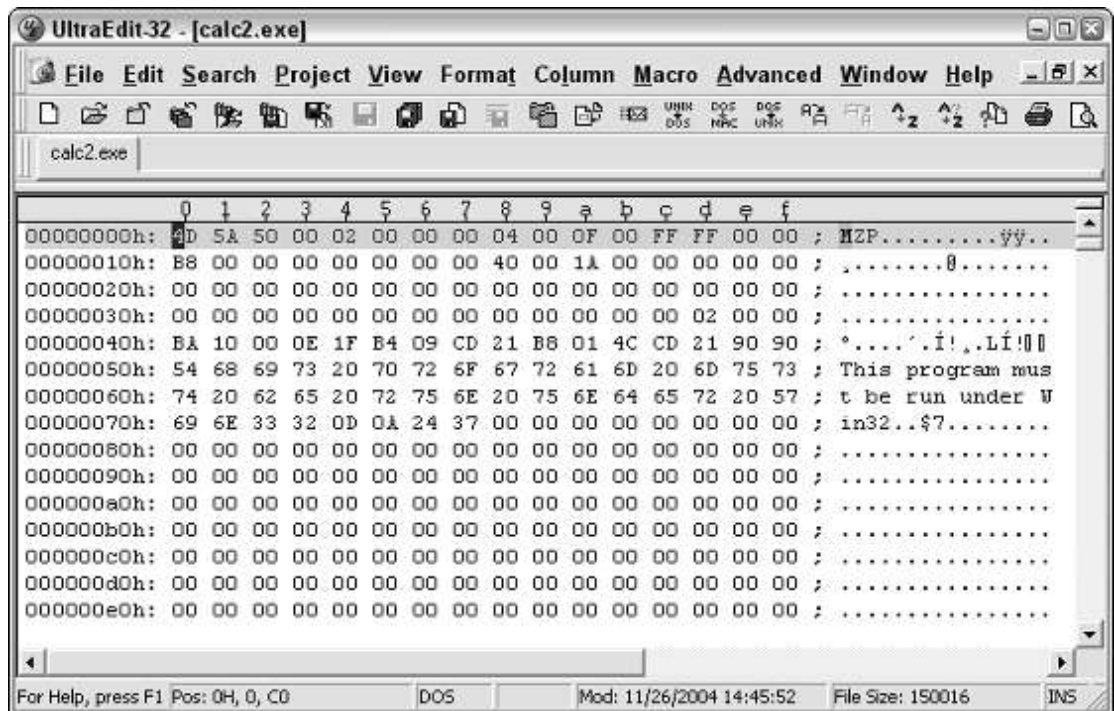 UltraEdit-32 - [calc2.exe]
File Edit Search Project View Format Column Macro Advanced Window Help
UNIX DOS DOS MAC DOS UNIX
calc2.exe
0 1 2 3 4 5 6 7 8 9 a b c d e f
00000000h: 4D 5A 50 00 02 00 00 00 04 00 0F 00 FF FF 00 00 ; MZP.........ÿÿ..
00000010h: B8 00 00 00 00 00 00 00 40 00 1A 00 00 00 00 00 ; ¸.......@.......
00000020h: 00 00 00 00 00 00 00 00 00 00 00 00 00 00 00 00 ; ................
00000030h: 00 00 00 00 00 00 00 00 00 00 00 00 00 02 00 00 ; ................
00000040h: BA 10 00 0E 1F B4 09 CD 21 B8 01 4C CD 21 90 90 ; º....´.Í!¸.LÍ!
00000050h: 54 68 69 73 20 70 72 6F 67 72 61 6D 20 6D 75 73 ; This program mus
00000060h: 74 20 62 65 20 72 75 6E 20 75 6E 64 65 72 20 57 ; t be run under W
00000070h: 69 6E 33 32 0D 0A 24 37 00 00 00 00 00 00 00 00 ; in32..$7........
00000080h: 00 00 00 00 00 00 00 00 00 00 00 00 00 00 00 00 ; ................
00000090h: 00 00 00 00 00 00 00 00 00 00 00 00 00 00 00 00 ; ................
000000a0h: 00 00 00 00 00 00 00 00 00 00 00 00 00 00 00 00 ; ................
000000b0h: 00 00 00 00 00 00 00 00 00 00 00 00 00 00 00 00 ; ................
000000c0h: 00 00 00 00 00 00 00 00 00 00 00 00 00 00 00 00 ; ................
000000d0h: 00 00 00 00 00 00 00 00 00 00 00 00 00 00 00 00 ; ................
000000e0h: 00 00 00 00 00 00 00 00 00 00 00 00 00 00 00 00 ; ................
For Help, press F1 Pos: 0H, 0, C0 DOS Mod: 11/26/2004 14:45:52 File Size: 150016 INS